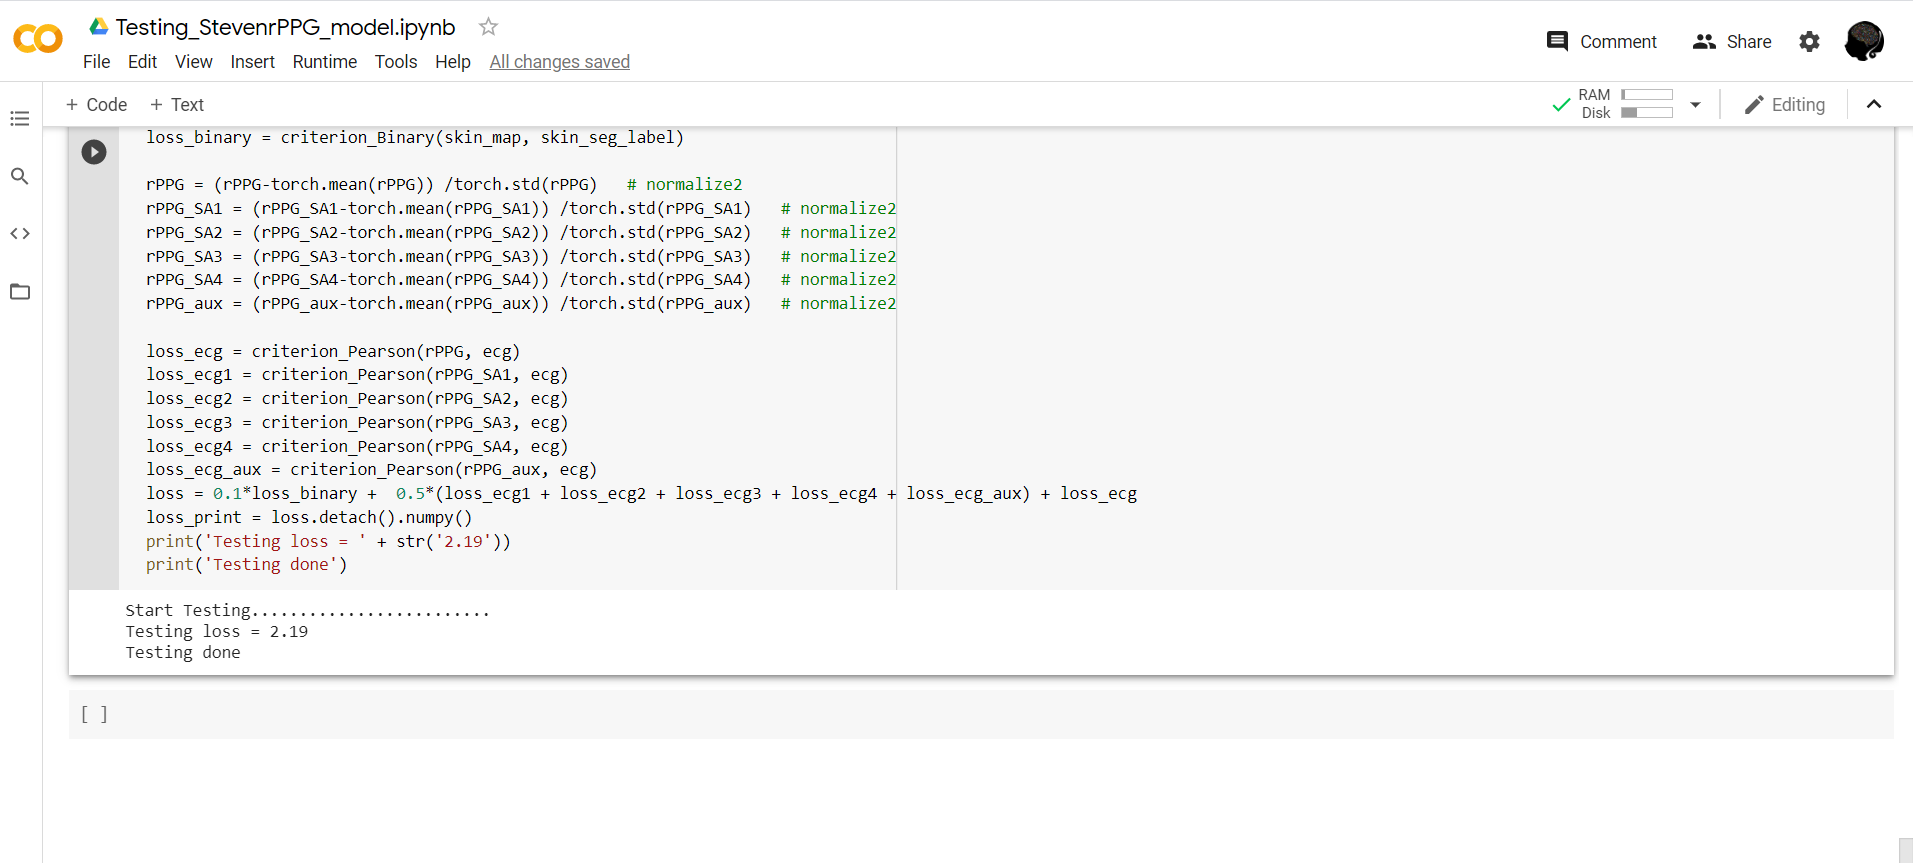 Testing_StevenrPPG_model.ipynb
File Edit View Insert Runtime Tools Help All changes saved
Comment Share
+ Code + Text
RAM
Disk
Editing
loss_binary = criterion_Binary(skin_map, skin_seg_label)
rPPG = (rPPG-torch.mean(rPPG)) /torch.std(rPPG) # normalize2
rPPG_SA1 = (rPPG_SA1-torch.mean(rPPG_SA1)) /torch.std(rPPG_SA1) # normalize2
rPPG_SA2 = (rPPG_SA2-torch.mean(rPPG_SA2)) /torch.std(rPPG_SA2) # normalize2
rPPG_SA3 = (rPPG_SA3-torch.mean(rPPG_SA3)) /torch.std(rPPG_SA3) # normalize2
rPPG_SA4 = (rPPG_SA4-torch.mean(rPPG_SA4)) /torch.std(rPPG_SA4) # normalize2
rPPG_aux = (rPPG_aux-torch.mean(rPPG_aux)) /torch.std(rPPG_aux) # normalize2
loss_ecg = criterion_Pearson(rPPG, ecg)
loss_ecg1 = criterion_Pearson(rPPG_SA1, ecg)
loss_ecg2 = criterion_Pearson(rPPG_SA2, ecg)
loss_ecg3 = criterion_Pearson(rPPG_SA3, ecg)
loss_ecg4 = criterion_Pearson(rPPG_SA4, ecg)
loss_ecg_aux = criterion_Pearson(rPPG_aux, ecg)
loss = 0.1*loss_binary + 0.5*(loss_ecg1 + loss_ecg2 + loss_ecg3 + loss_ecg4 + loss_ecg_aux) + loss_ecg
loss_print = loss.detach().numpy()
print('Testing loss = ' + str('2.19'))
print('Testing done')
Start Testing.........................
Testing loss = 2.19
Testing done
[ ]